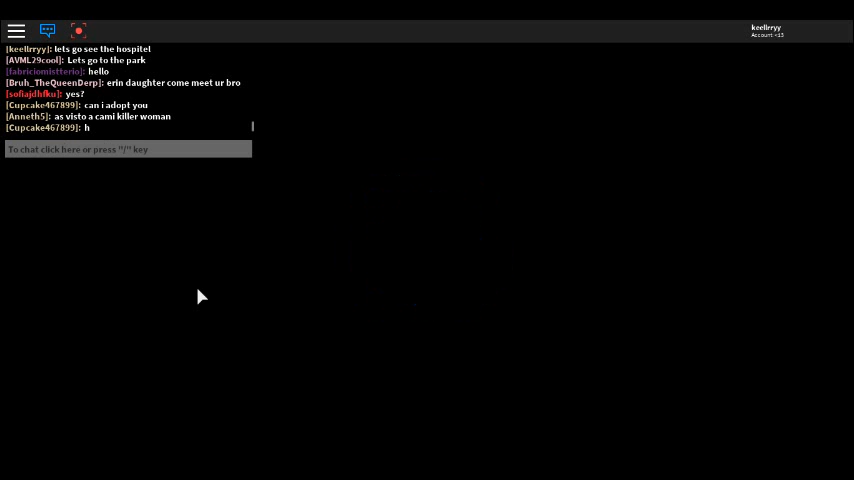 keelirryy
Account <13
[keelirryy]: lets go see the hospitel
[AVML29cool]: Lets go to the park
[fabriciomistterio]: hello
[Bruh_TheQueenDerp]: erin daughter come meet ur bro
[sofiajdhfku]: yes?
[Cupcake467899]: can i adopt you
[Anneth5]: as visto a cami killer woman
[Cupcake467899]: h
To chat click here or press "/" key